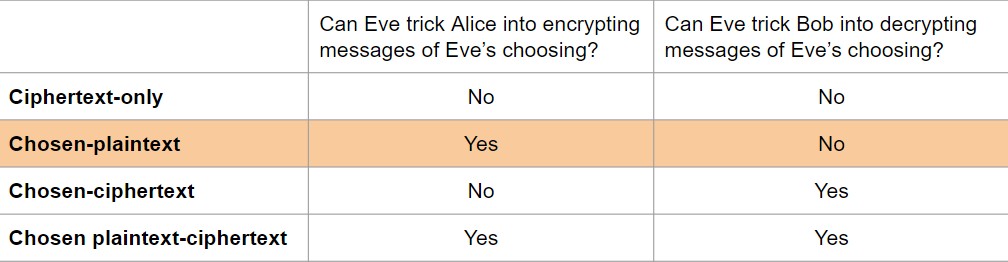 Can Eve trick Alice into encrypting messages of Eve’s choosing?
Can Eve trick Bob into decrypting messages of Eve’s choosing?
Ciphertext-only No No
Chosen-plaintext Yes No
Chosen-ciphertext No Yes
Chosen plaintext-ciphertext Yes Yes